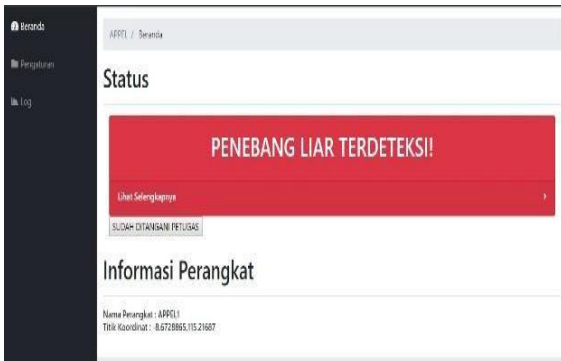 Beranda
Pengaturan
Log
APPEL / Beranda
Status
PENEBANG LIAR TERDETEKSI!
Lihat Selengkapnya
SUDAH DITANGANI PETUGAS
Informasi Perangkat
Nama Perangkat : APPEL1
Titik Koordinat : -8.6728865,115.21687